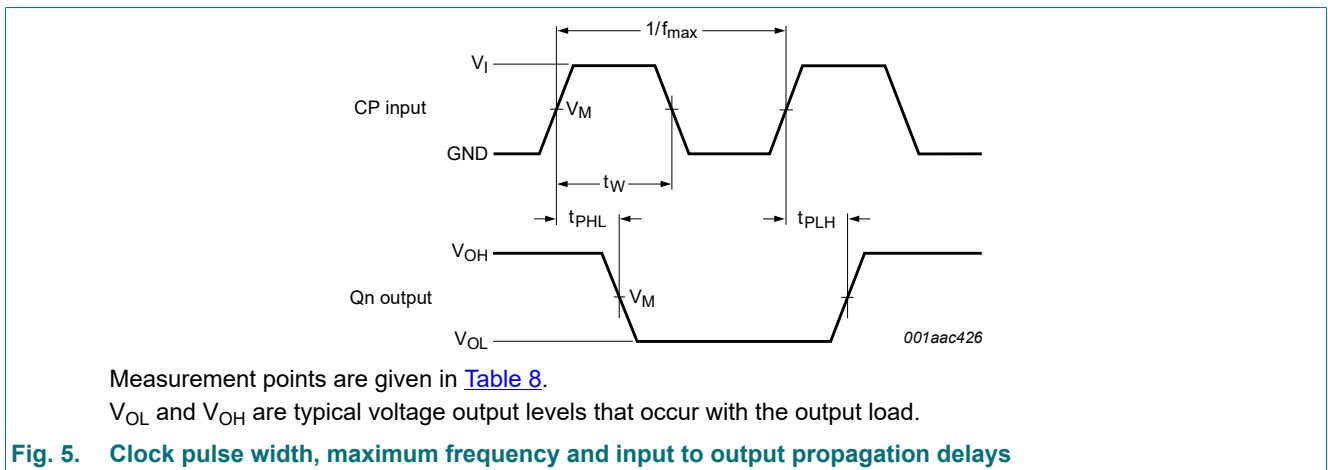 1/fmax
VI
CP input
VM
GND
tW
tPHL
tPLH
VOH
Qn output
VM
VOL
001aac426
Measurement points are given in Table 8.
VOL and VOH are typical voltage output levels that occur with the output load.
Fig. 5. Clock pulse width, maximum frequency and input to output propagation delays